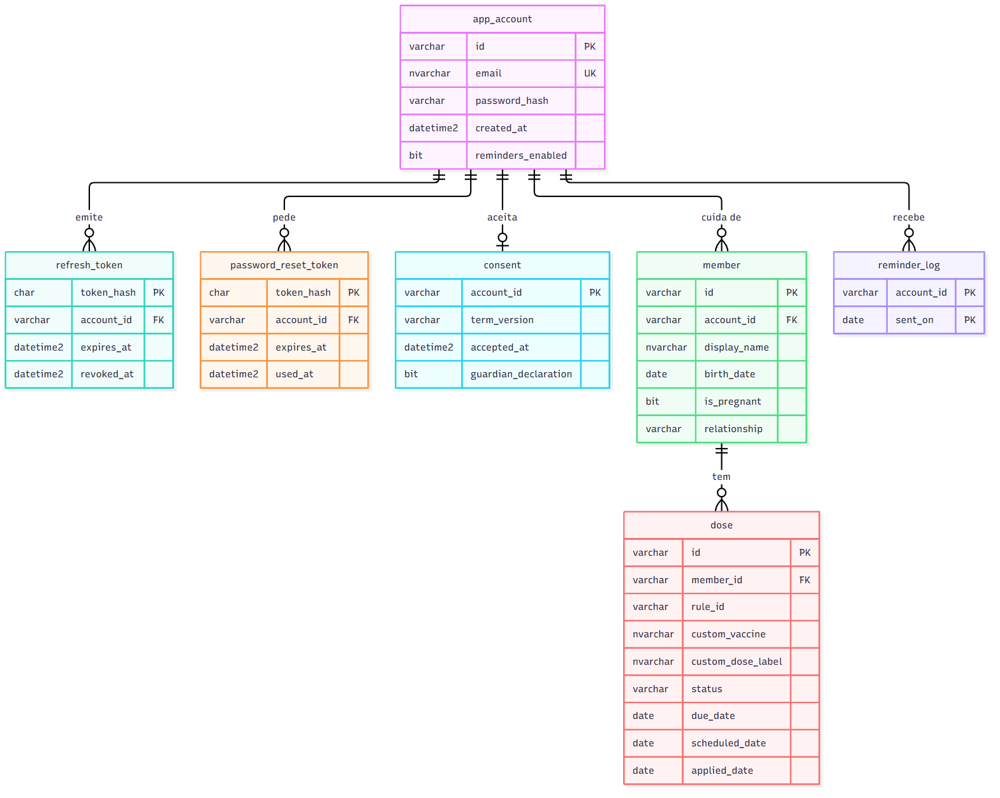 app_account
varchar id PK
nvarchar email UK
varchar password_hash
datetime2 created_at
bit reminders_enabled
emite pede aceita cuida de recebe
refresh_token
char token_hash PK
varchar account_id FK
datetime2 expires_at
datetime2 revoked_at
password_reset_token
char token_hash PK
varchar account_id FK
datetime2 expires_at
datetime2 used_at
consent
varchar account_id PK
varchar term_version
datetime2 accepted_at
bit guardian_declaration
member
varchar id PK
varchar account_id FK
nvarchar display_name
date birth_date
bit is_pregnant
varchar relationship
reminder_log
varchar account_id PK
date sent_on PK
tem
dose
varchar id PK
varchar member_id FK
varchar rule_id
nvarchar custom_vaccine
nvarchar custom_dose_label
varchar status
date due_date
date scheduled_date
date applied_date